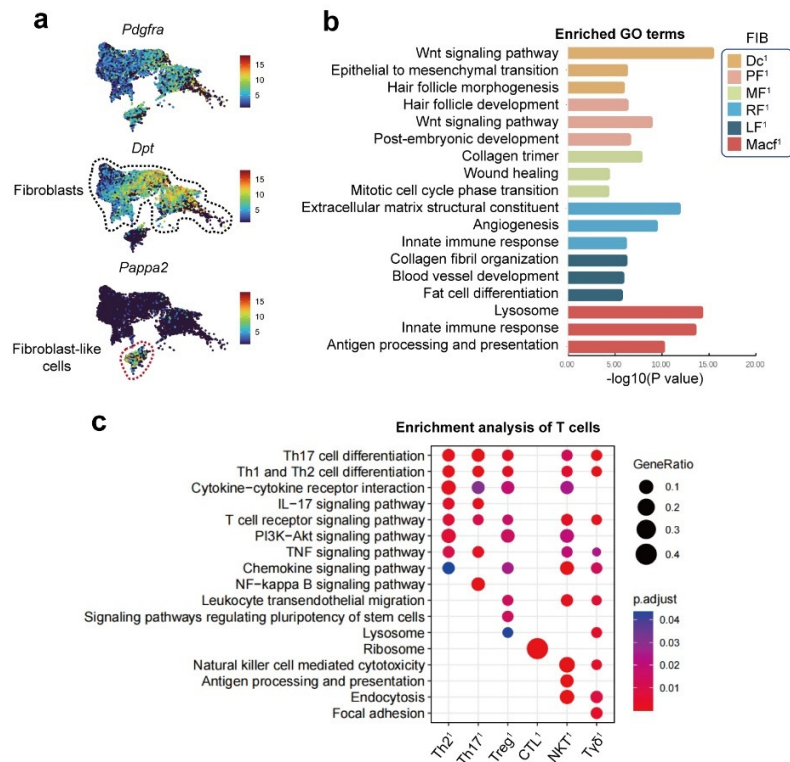 a
Pdgfra
15
10
5
Dpt
Fibroblasts
15
10
5
Pappa2
15
10
5
Fibroblast-like
cells
b
Enriched GO terms
FIB
Dc1
PF1
MF1
RF1
LF1
Macf1
Wnt signaling pathway
Epithelial to mesenchymal transition
Hair follicle morphogenesis
Hair follicle development
Wnt signaling pathway
Post-embryonic development
Collagen trimer
Wound healing
Mitotic cell cycle phase transition
Extracellular matrix structural constituent
Angiogenesis
Innate immune response
Collagen fibril organization
Blood vessel development
Fat cell differentiation
Lysosome
Innate immune response
Antigen processing and presentation
0.00 5.00 10.00 15.00 20.00
-log10(P value)
c
Enrichment analysis of T cells
Th17 cell differentiation
Th1 and Th2 cell differentiation
Cytokine−cytokine receptor interaction
IL−17 signaling pathway
T cell receptor signaling pathway
PI3K−Akt signaling pathway
TNF signaling pathway
Chemokine signaling pathway
NF−kappa B signaling pathway
Leukocyte transendothelial migration
Signaling pathways regulating pluripotency of stem cells
Lysosome
Ribosome
Natural killer cell mediated cytotoxicity
Antigen processing and presentation
Endocytosis
Focal adhesion
Th2¹ Th17¹ Treg¹ CTL¹ NKT¹ Tγδ¹
GeneRatio
0.1
0.2
0.3
0.4
p.adjust
0.04
0.03
0.02
0.01